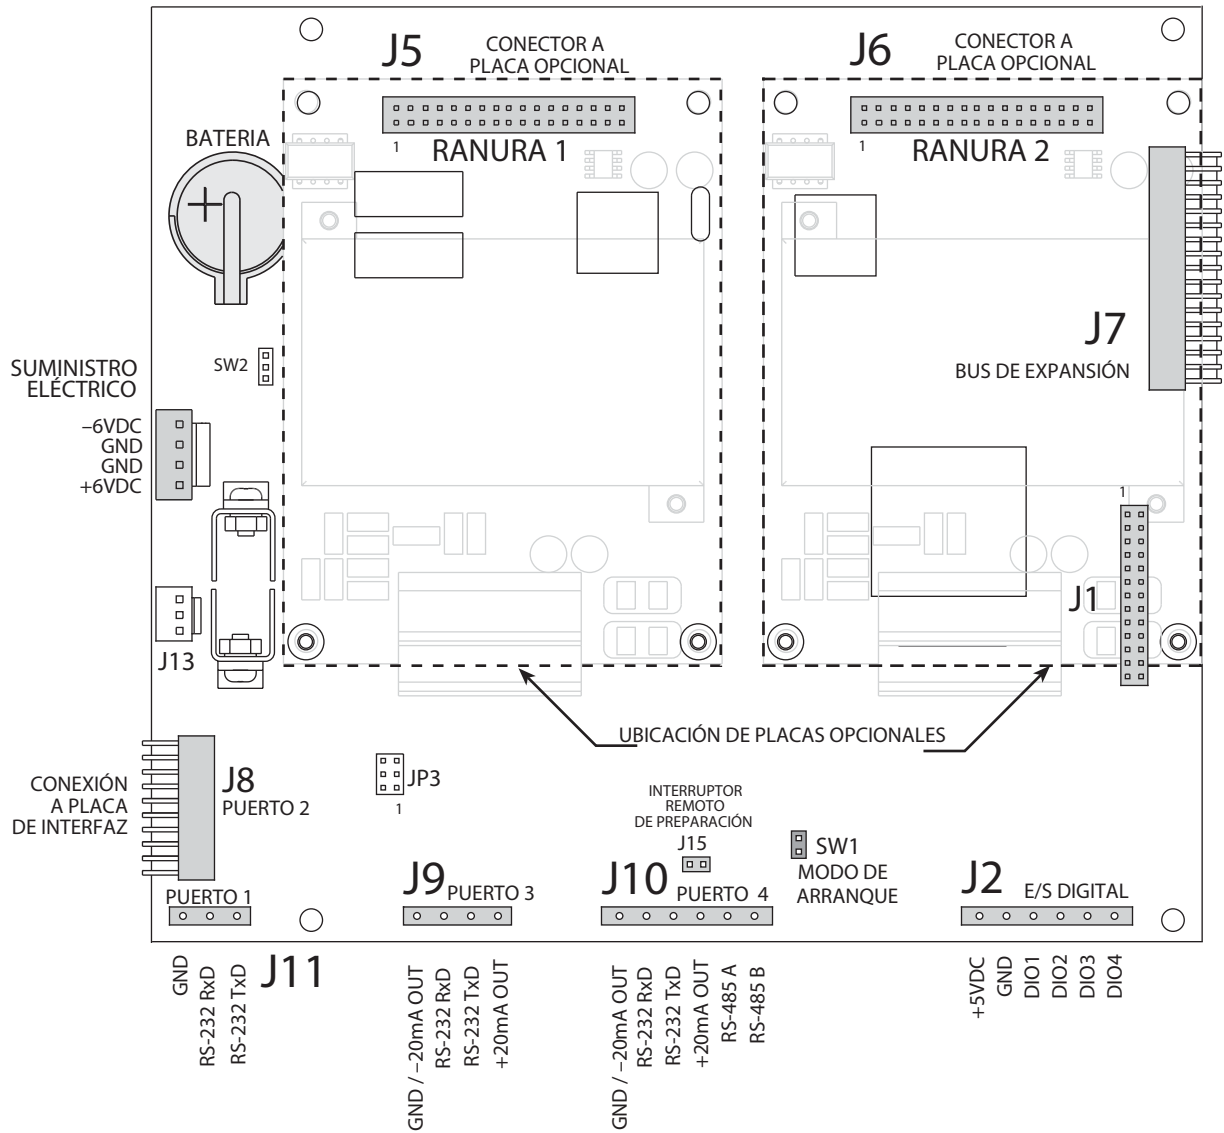 J5
CONECTOR A
PLACA OPCIONAL
J6
CONECTOR A
PLACA OPCIONAL
1
RANURA 1
1
RANURA 2
BATERIA
+
J7
BUS DE EXPANSIÓN
SW2
SUMINISTRO
ELÉCTRICO
–6VDC
GND
GND
+6VDC
1
J1
J13
UBICACIÓN DE PLACAS OPCIONALES
CONEXIÓN
A PLACA
DE INTERFAZ
J8
PUERTO 2
JP3
1
INTERRUPTOR
REMOTO
DE PREPARACIÓN
J15
SW1
MODO DE
ARRANQUE
PUERTO 1
J9 PUERTO 3
J10 PUERTO 4
J2 E/S DIGITAL
J11
GND
RS-232 RxD
RS-232 TxD
GND / –20mA OUT
RS-232 RxD
RS-232 TxD
+20mA OUT
GND / –20mA OUT
RS-232 RxD
RS-232 TxD
+20mA OUT
RS-485 A
RS-485 B
+5VDC
GND
DIO1
DIO2
DIO3
DIO4